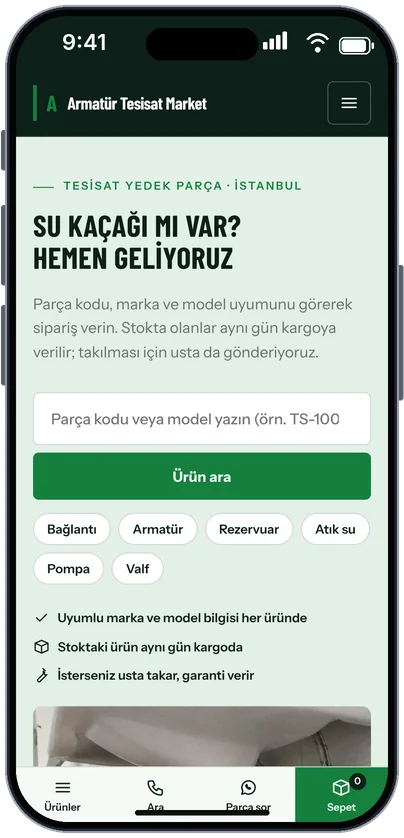 9:41
A Armatür Tesisat Market
TESİSAT YEDEK PARÇA · İSTANBUL
SU KAÇAĞI MI VAR?
HEMEN GELİYORUZ
Parça kodu, marka ve model uyumunu görerek
sipariş verin. Stokta olanlar aynı gün kargoya
verilir; takılması için usta da gönderiyoruz.
Parça kodu veya model yazın (örn. TS-100
Ürün ara
Bağlantı Armatür Rezervuar Atık su
Pompa Valf
Uyumlu marka ve model bilgisi her üründe
Stoktaki ürün aynı gün kargoda
İsterseniz usta takar, garanti verir
0
Ürünler Ara Parça sor Sepet